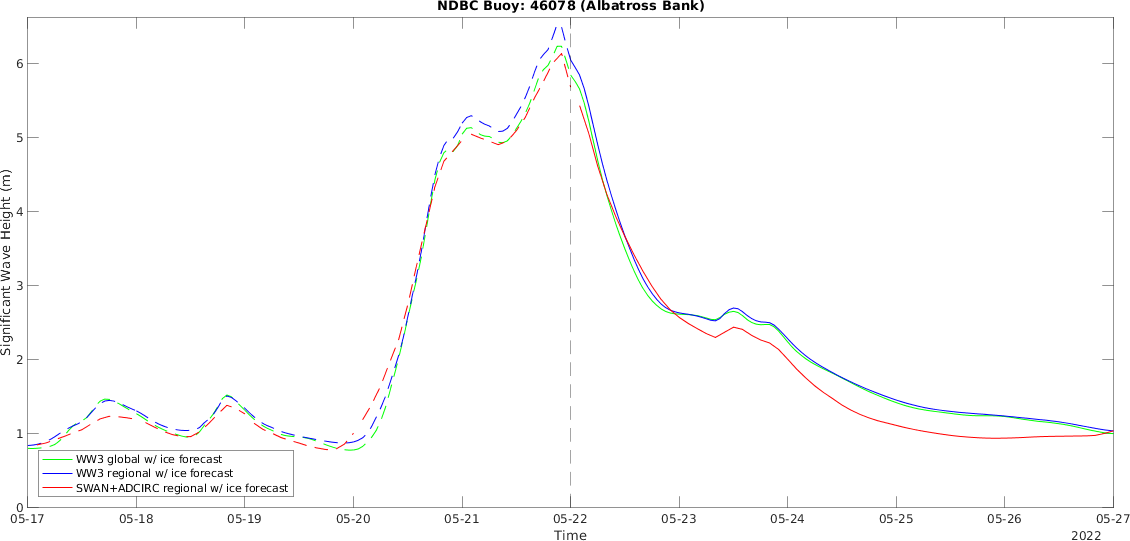 NDBC Buoy: 46078 (Albatross Bank)
Significant Wave Height (m)
6
5
4
3
2
1
0
WW3 global w/ ice forecast
WW3 regional w/ ice forecast
SWAN+ADCIRC regional w/ ice forecast
05-17 05-18 05-19 05-20 05-21 05-22 05-23 05-24 05-25 05-26 05-27
Time
2022